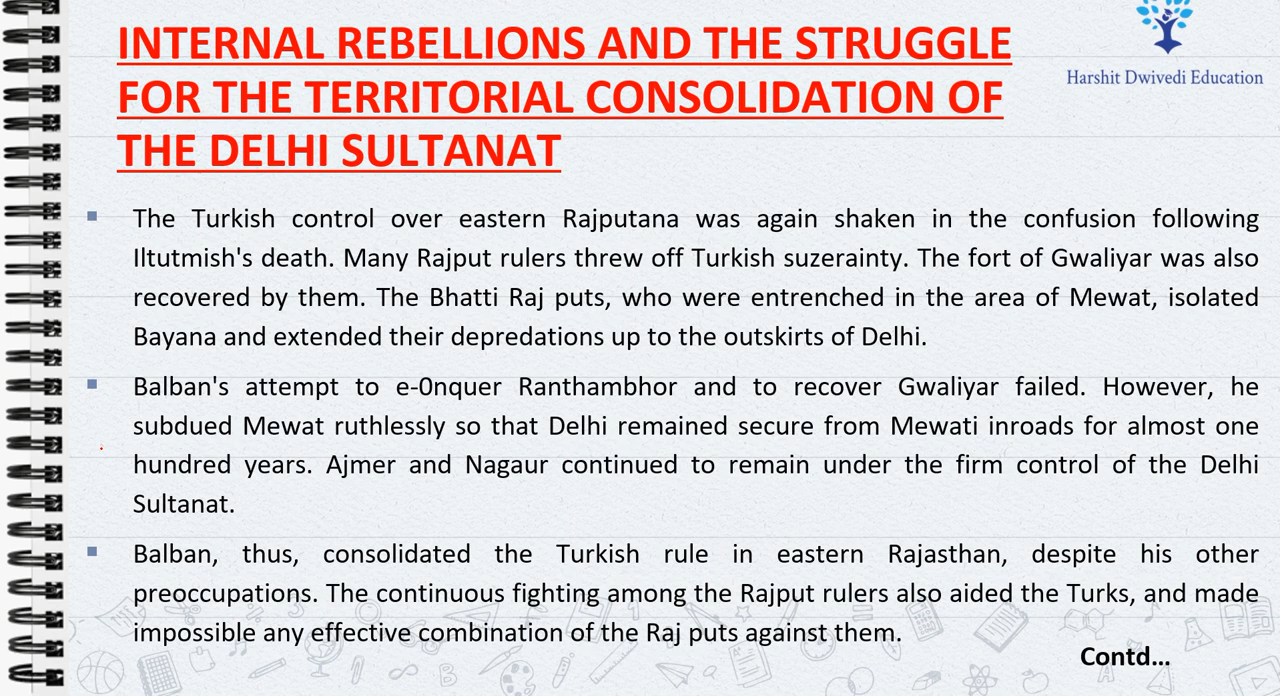 INTERNAL REBELLIONS AND THE STRUGGLE
FOR THE TERRITORIAL CONSOLIDATION OF
THE DELHI SULTANAT
Harshit Dwivedi Education
The Turkish control over eastern Rajputana was again shaken in the confusion following
Iltutmish's death. Many Rajput rulers threw off Turkish suzerainty. The fort of Gwaliyar was also
recovered by them. The Bhatti Raj puts, who were entrenched in the area of Mewat, isolated
Bayana and extended their depredations up to the outskirts of Delhi.
Balban's attempt to e-0nquer Ranthambhor and to recover Gwaliyar failed. However, he
subdued Mewat ruthlessly so that Delhi remained secure from Mewati inroads for almost one
hundred years. Ajmer and Nagaur continued to remain under the firm control of the Delhi
Sultanat.
Balban, thus, consolidated the Turkish rule in eastern Rajasthan, despite his other
preoccupations. The continuous fighting among the Rajput rulers also aided the Turks, and made
impossible any effective combination of the Raj puts against them.
Contd…